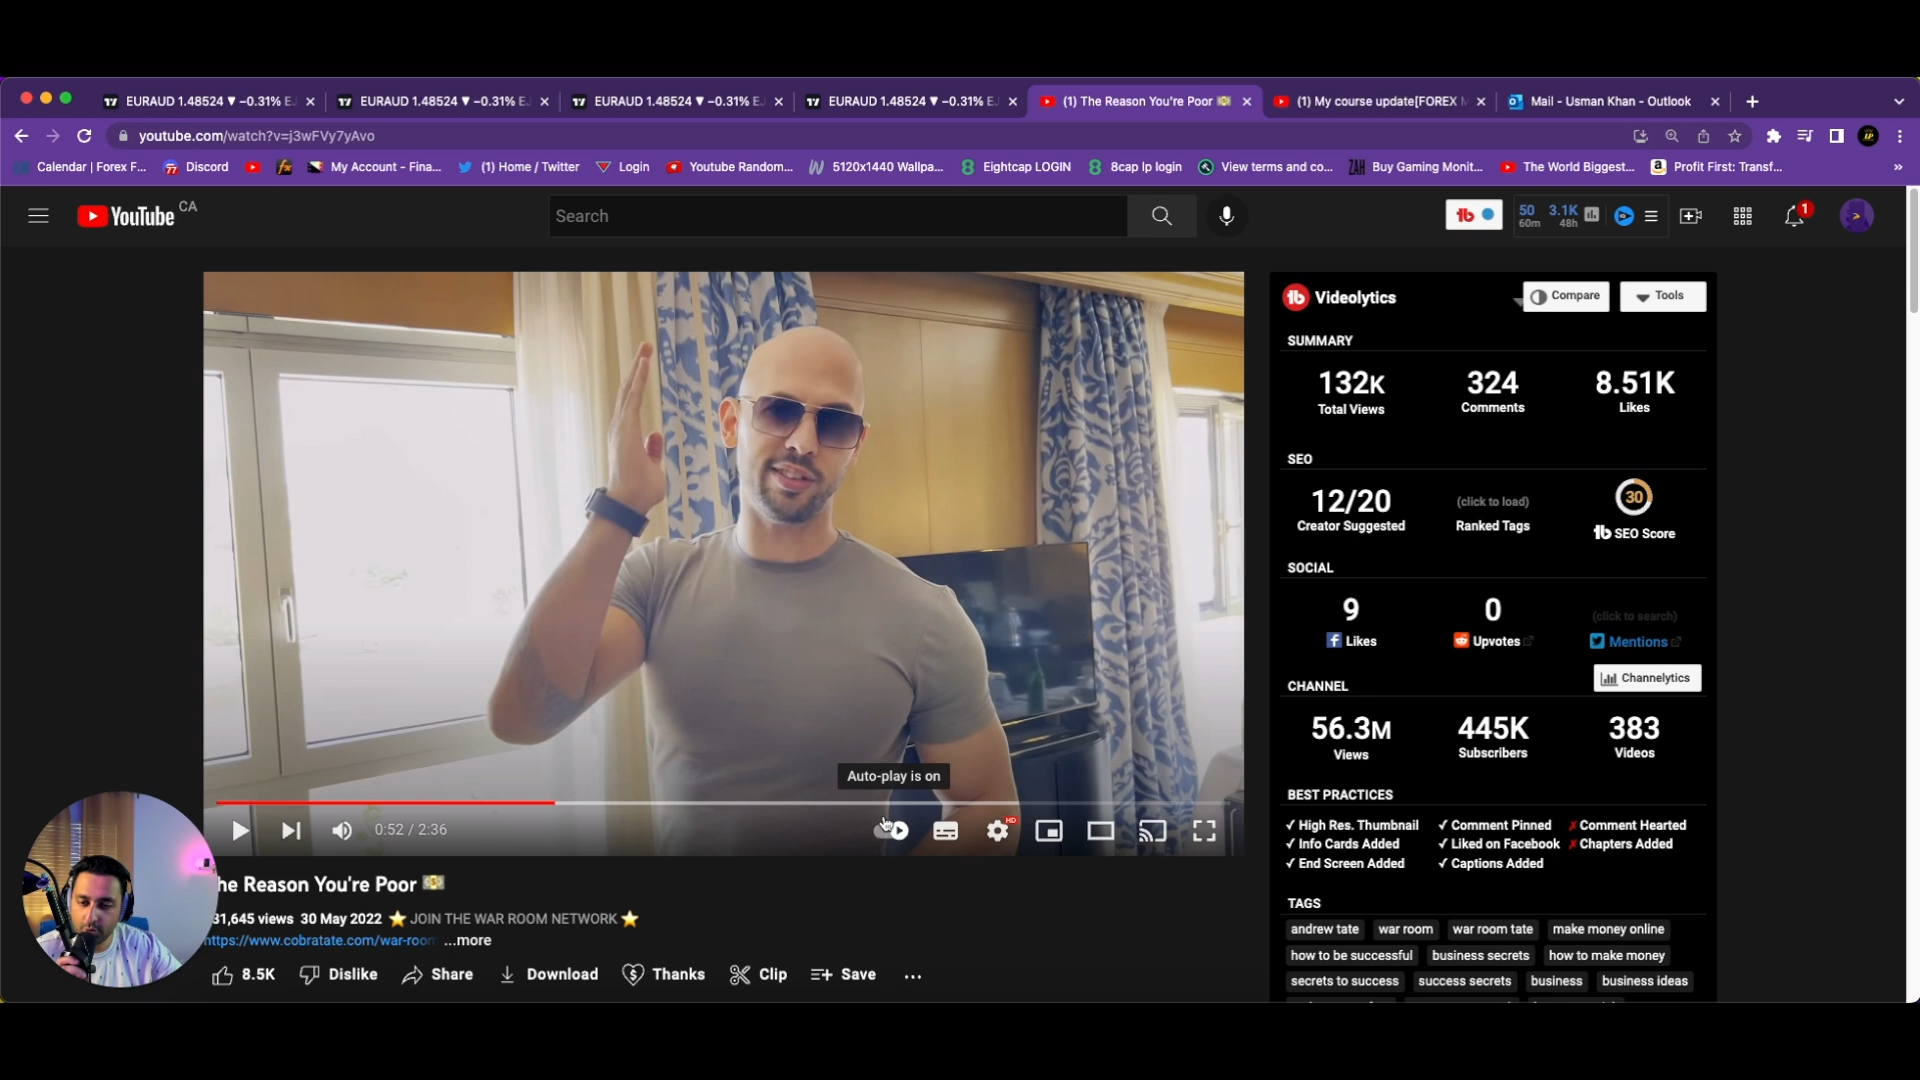 EURAUD 1.48524 ▼ −0.31% E.
EURAUD 1.48524 ▼ −0.31% E.
EURAUD 1.48524 ▼ −0.31% E.
EURAUD 1.48524 ▼ −0.31% E.
(1) The Reason You're Poor
(1) My course update[FOREX
Mail - Usman Khan - Outlook
youtube.com/watch?v=j3wFVy7yAvo
Calendar | Forex F...
Discord
My Account - Fina...
(1) Home / Twitter
Login
Youtube Random...
5120x1440 Wallpa...
Eightcap LOGIN
8cap lp login
View terms and co...
Buy Gaming Monit...
The World Biggest...
Profit First: Transf...
YouTube CA
Search
50 3.1K
60m 48h
1
Videolytics
Compare
Tools
SUMMARY
132K 324 8.51K
Total Views Comments Likes
SEO
12/20 (click to load) 30
Creator Suggested Ranked Tags SEO Score
SOCIAL
9 0 (click to search)
Likes Upvotes Mentions
CHANNEL
Channelytics
56.3M 445K 383
Views Subscribers Videos
BEST PRACTICES
✓ High Res. Thumbnail ✓ Comment Pinned ✗ Comment Hearted
✓ Info Cards Added ✓ Liked on Facebook ✗ Chapters Added
✓ End Screen Added ✓ Captions Added
TAGS
andrew tate war room war room tate make money online
how to be successful business secrets how to make money
secrets to success success secrets business business ideas
Auto-play is on
0:52 / 2:36
HD
he Reason You're Poor
31,645 views 30 May 2022 ⭐ JOIN THE WAR ROOM NETWORK ⭐
https://www.cobratate.com/war-room ...more
8.5K Dislike Share Download Thanks Clip Save ...